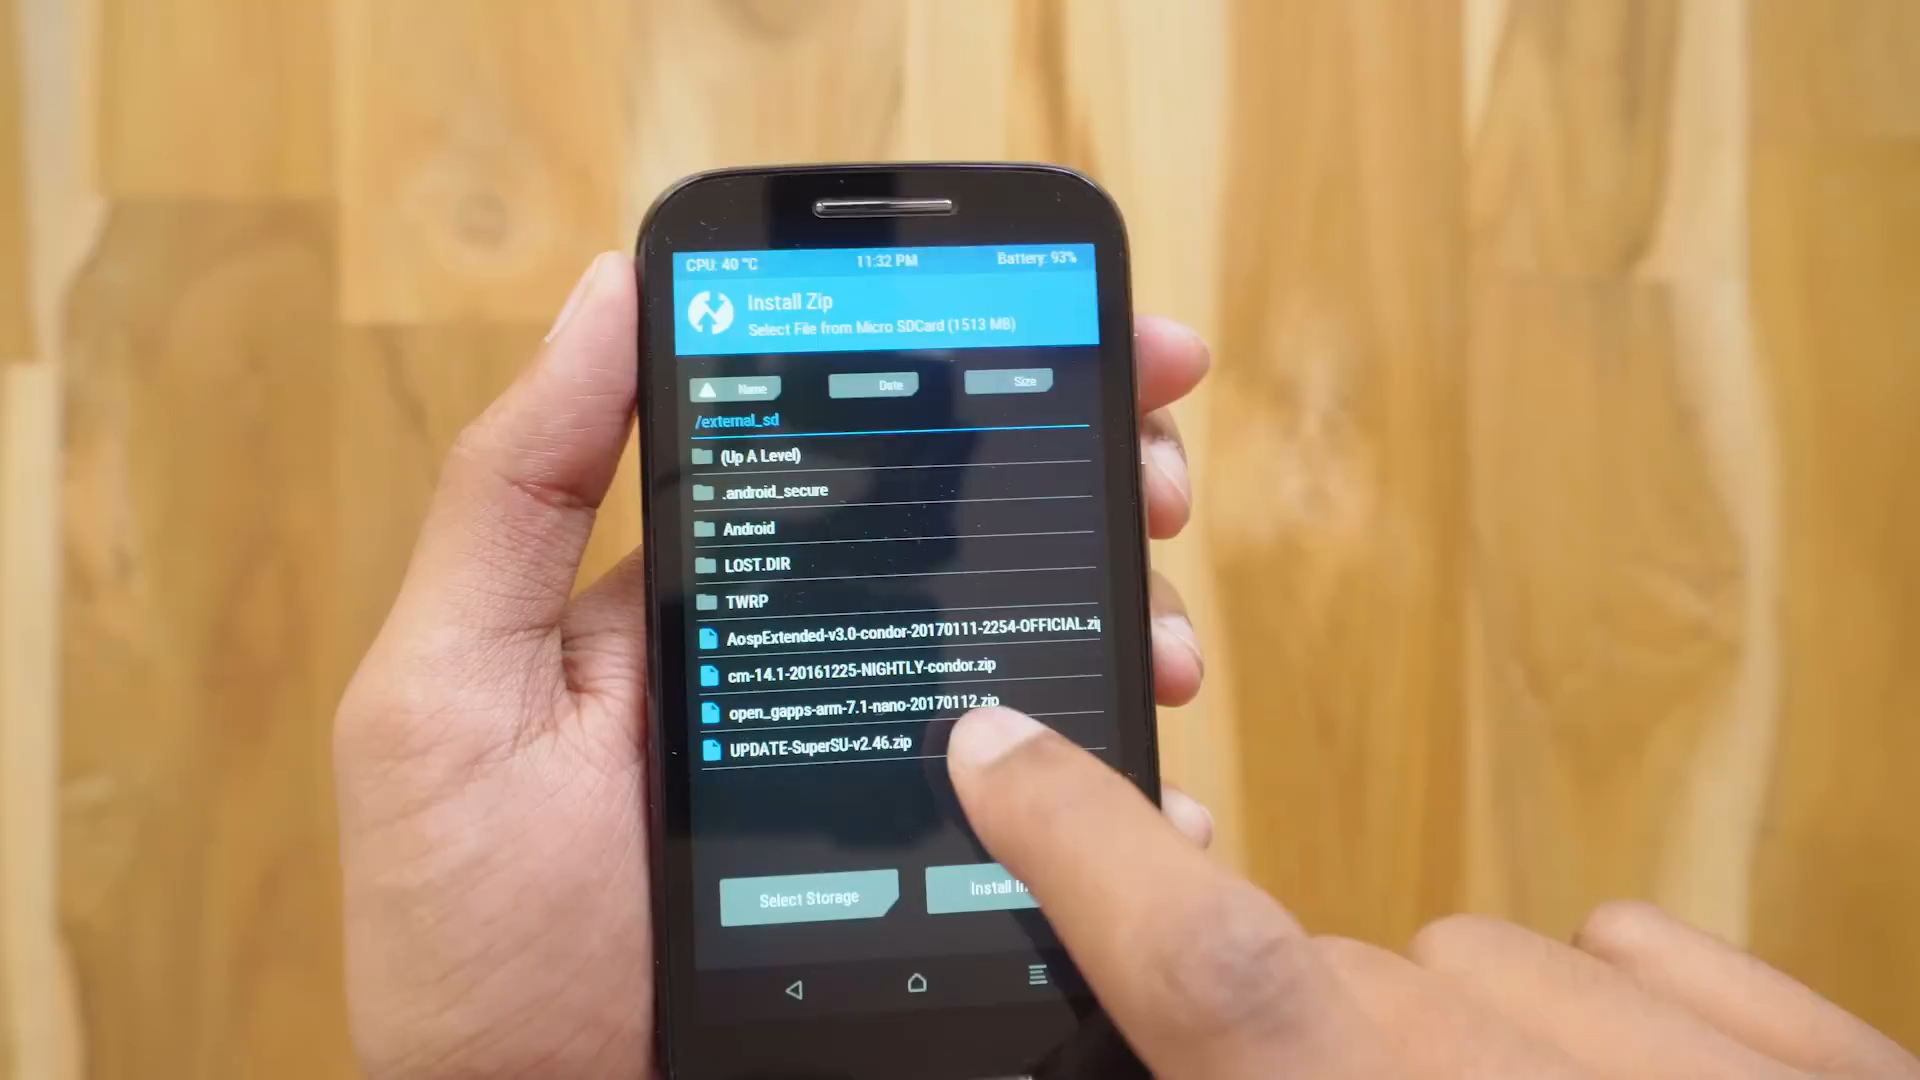 CPU: 40 °C 11:32 PM Battery: 93%
Install Zip
Select File from Micro SDCard (1513 MB)
Name Date Size
/external_sd
(Up A Level)
.android_secure
Android
LOST.DIR
TWRP
AospExtended-v3.0-condor-20170111-2254-OFFICIAL.zip
cm-14.1-20161225-NIGHTLY-condor.zip
open_gapps-arm-7.1-nano-20170112.zip
UPDATE-SuperSU-v2.46.zip
Select Storage Install